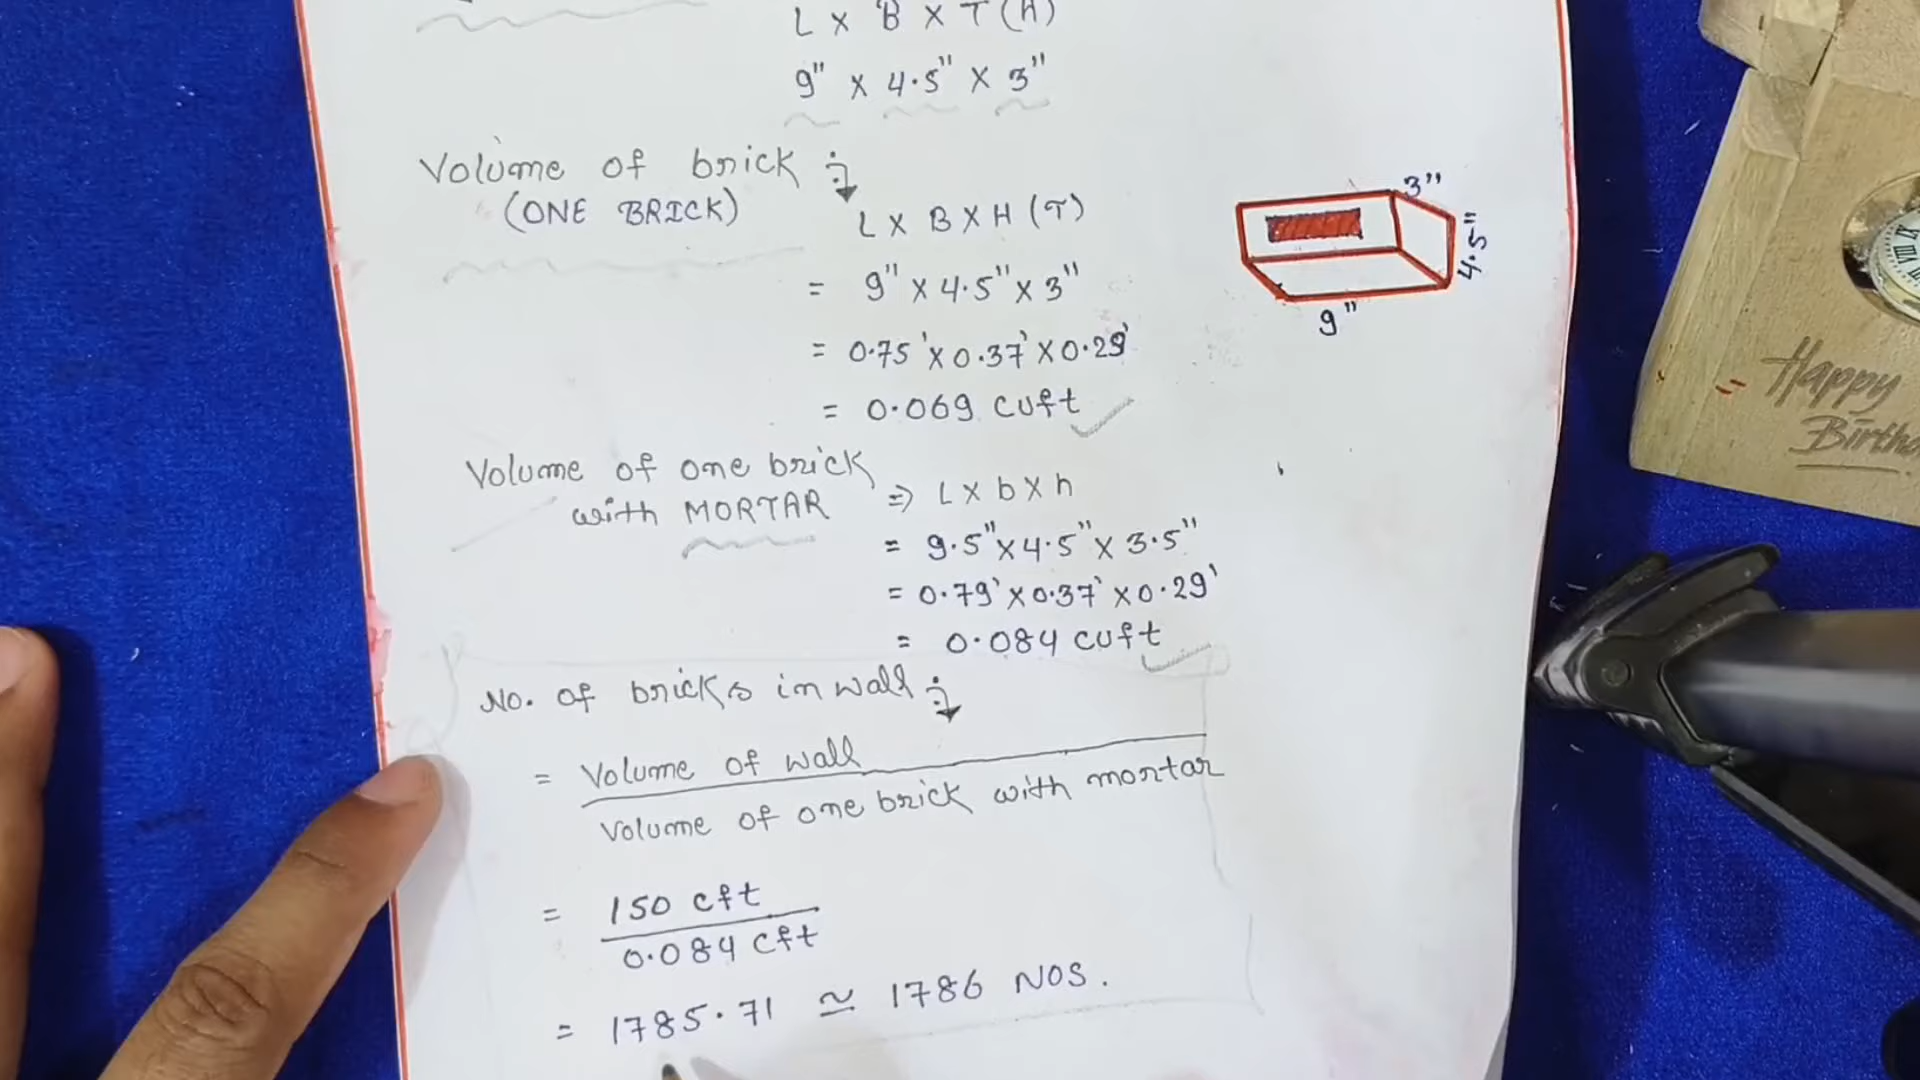 L X B X T (H)
9" X 4.5" X 3"
Volume of brick :
(ONE BRICK)
L X B X H (T)
= 9" X 4.5" X 3"
= 0.75' X 0.37' X 0.29'
= 0.069 cuft
3"
4.5"
9"
Volume of one brick
with MORTAR
=> L X b X h
= 9.5" X 4.5" X 3.5"
= 0.79' X 0.37' X 0.29'
= 0.084 cuft
No. of bricks in wall :
= Volume of wall
Volume of one brick with mortar
= 150 cft
0.084 cft
= 1785.71 ≃ 1786 NOS.
Happy